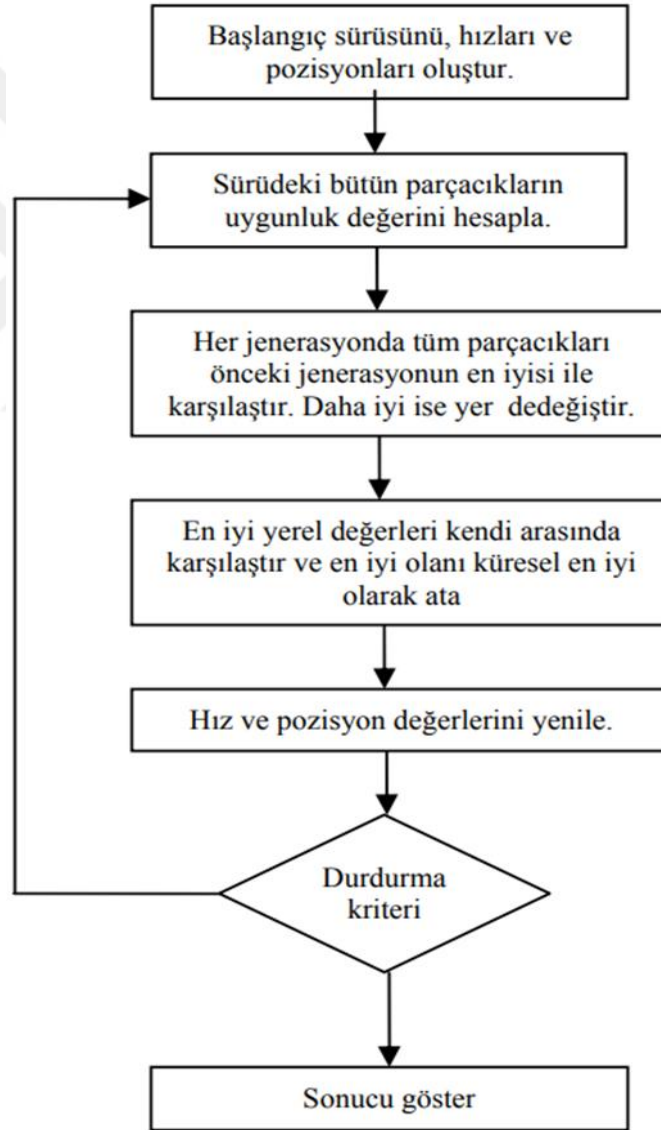 Başlangıç sürüsünü, hızları ve
pozisyonları oluştur.
Sürüdeki bütün parçacıkların
uygunluk değerini hesapla.
Her jenerasyonda tüm parçacıkları
önceki jenerasyonun en iyisi ile
karşılaştır. Daha iyi ise yer  dedeğiştir.
En iyi yerel değerleri kendi arasında
karşılaştır ve en iyi olanı küresel en iyi
olarak ata
Hız ve pozisyon değerlerini yenile.
Durdurma
kriteri
Sonucu göster